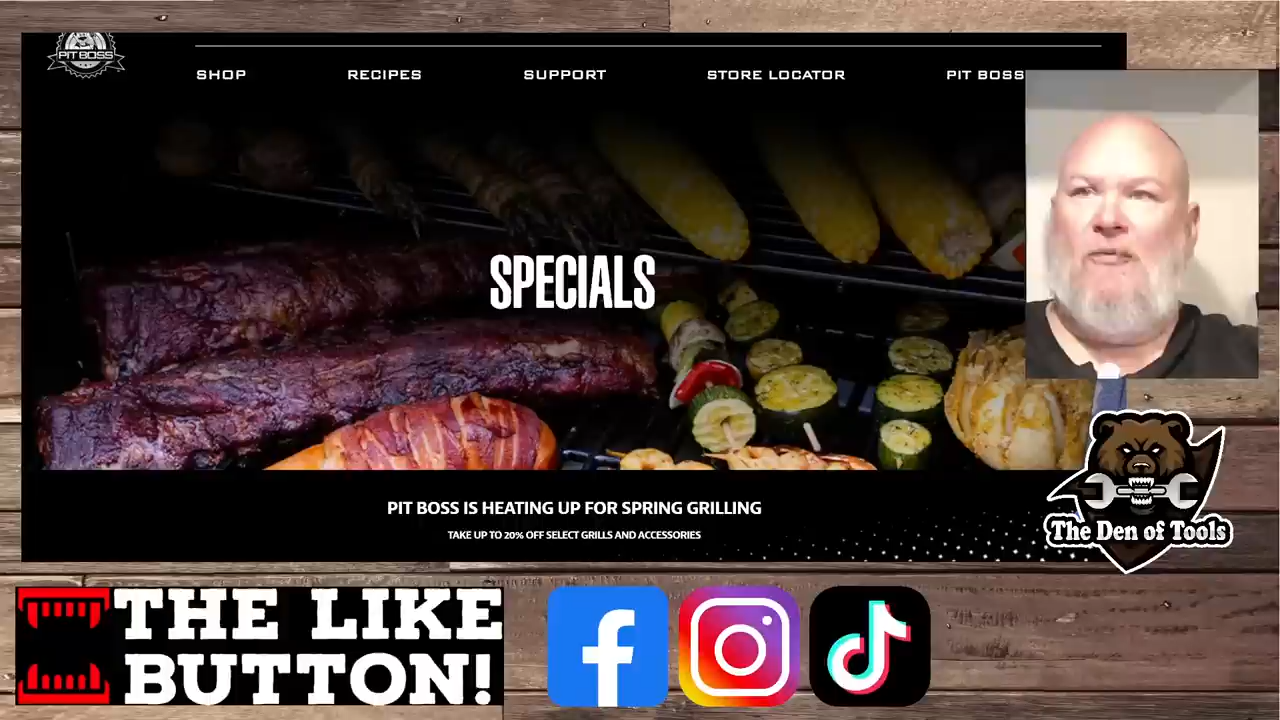 PIT BOSS
SHOP
RECIPES
SUPPORT
STORE LOCATOR
PIT BOSS
SPECIALS
PIT BOSS IS HEATING UP FOR SPRING GRILLING
TAKE UP TO 20% OFF SELECT GRILLS AND ACCESSORIES
The Den of Tools
THE LIKE
BUTTON!